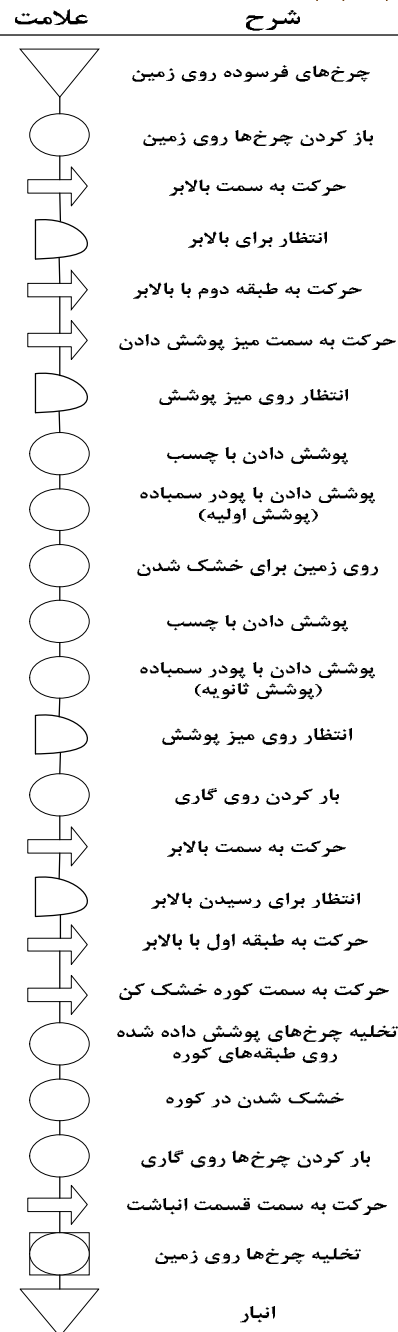 شرح علامت
چرخ‌های فرسوده روی زمین
باز کردن چرخ‌ها روی زمین
حرکت به سمت بالابر
انتظار برای بالابر
حرکت به طبقه دوم با بالابر
حرکت به سمت میز پوشش دادن
انتظار روی میز پوشش
پوشش دادن با چسب
پوشش دادن با پودر سمباده
(پوشش اولیه)
روی زمین برای خشک شدن
پوشش دادن با چسب
پوشش دادن با پودر سمباده
(پوشش ثانویه)
انتظار روی میز پوشش
بار کردن روی گاری
حرکت به سمت بالابر
انتظار برای رسیدن بالابر
حرکت به طبقه اول با بالابر
حرکت به سمت کوره خشک کن
تخلیه چرخ‌های پوشش داده شده
روی طبقه‌های کوره
خشک شدن در کوره
بار کردن چرخ‌ها روی گاری
حرکت به سمت قسمت انباشت
تخلیه چرخ‌ها روی زمین
انبار